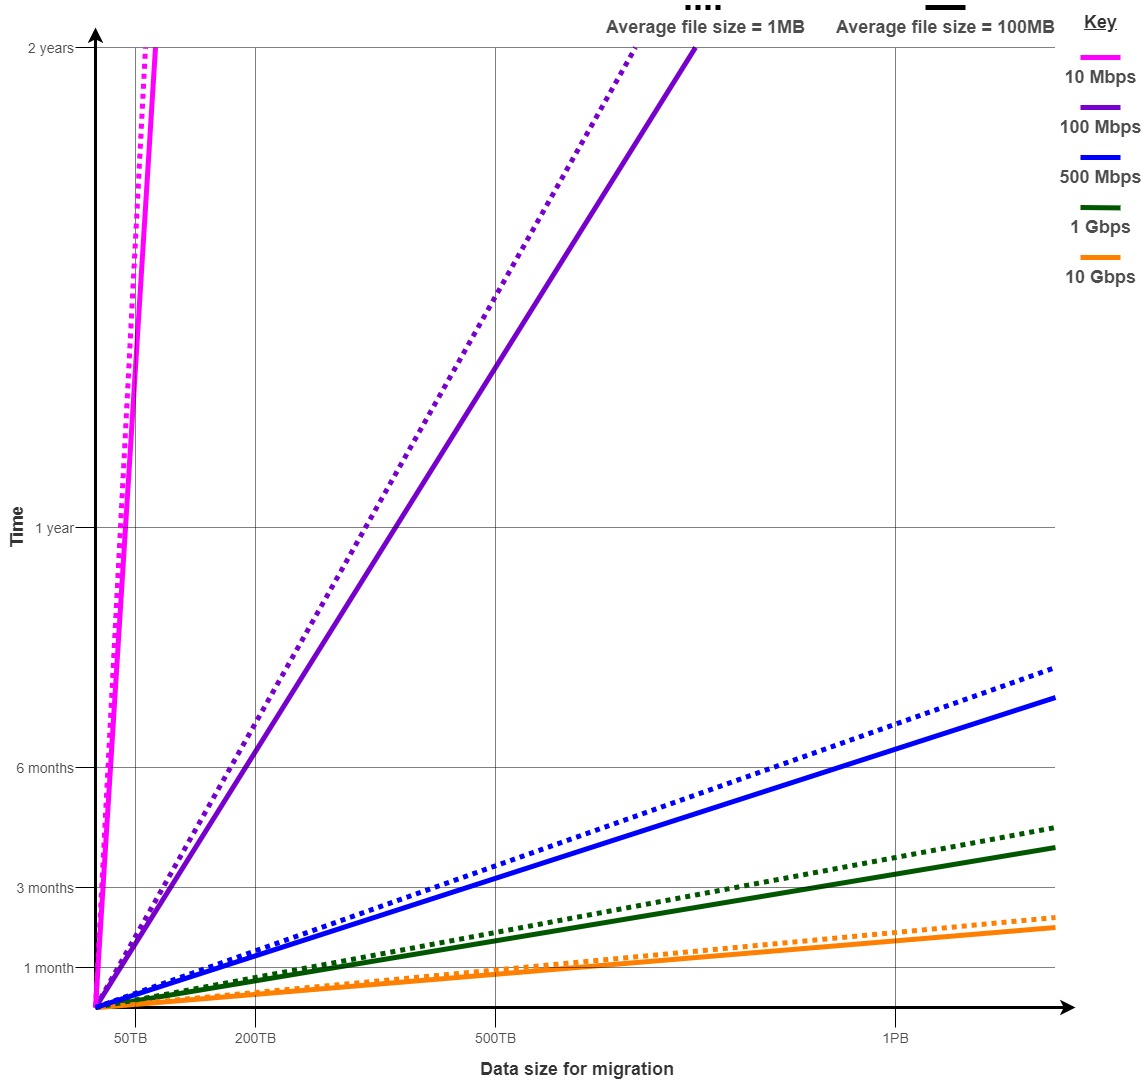 Average file size = 1MB
Average file size = 100MB
Key
10 Mbps
100 Mbps
500 Mbps
1 Gbps
10 Gbps
2 years
1 year
6 months
3 months
1 month
Time
50TB
200TB
500TB
1PB
Data size for migration